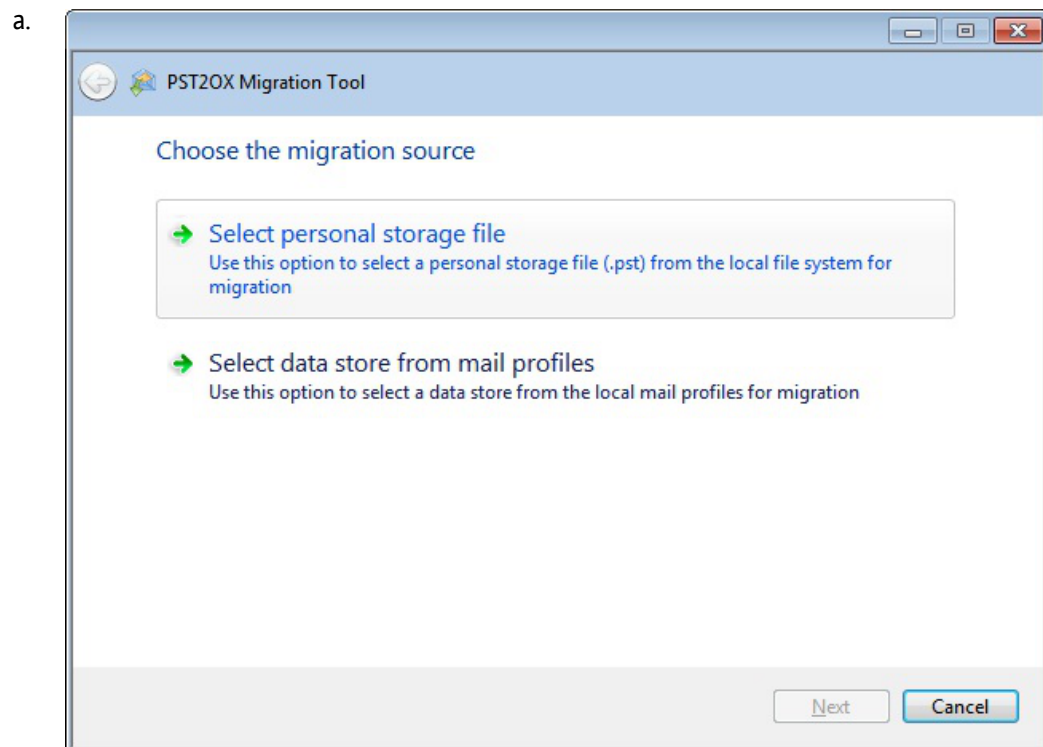 a.
PST2OX Migration Tool
Choose the migration source
Select personal storage file
Use this option to select a personal storage file (.pst) from the local file system for
migration
Select data store from mail profiles
Use this option to select a data store from the local mail profiles for migration
Next
Cancel